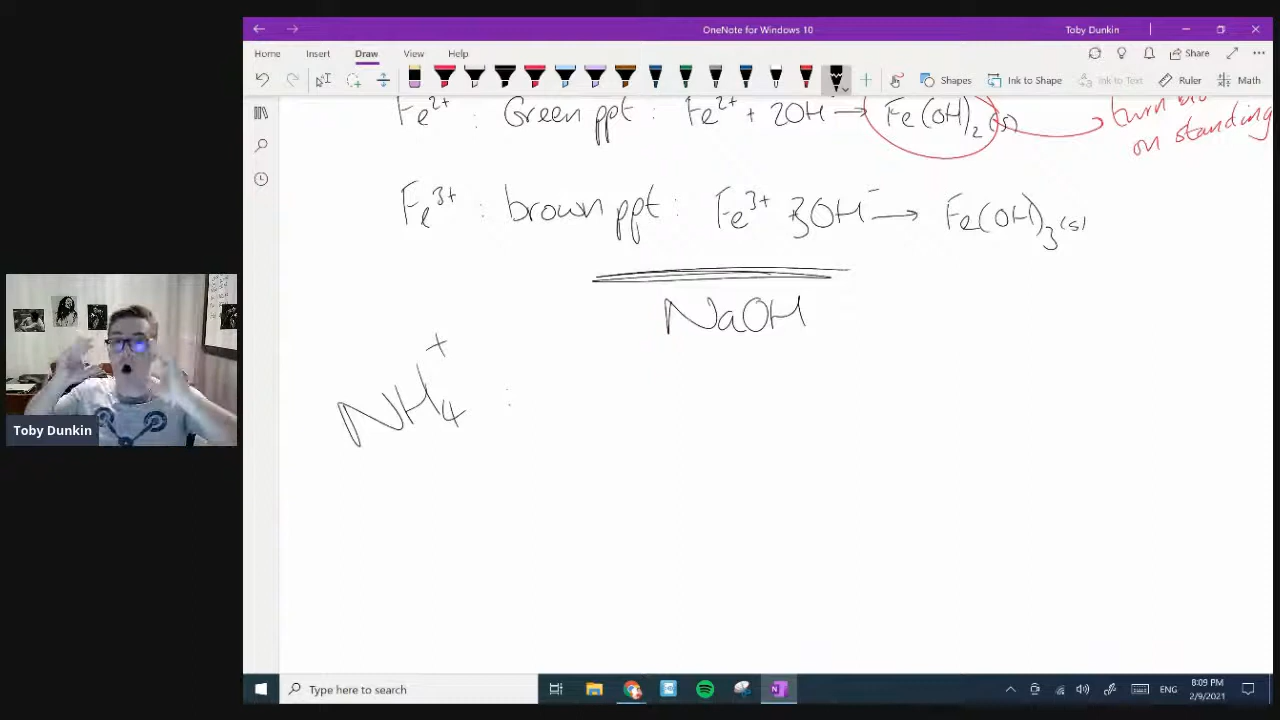 OneNote for Windows 10
Toby Dunkin
Home Insert Draw View Help
Share
Shapes
Ink to Shape
Ink to Text
Ruler
Math
Fe²⁺ : Green ppt : Fe²⁺ + 2OH⁻ → Fe(OH)₂(s)
turn
on standing
Fe³⁺ : brown ppt : Fe³⁺ 3OH⁻ → Fe(OH)₃(s)
NaOH
NH₄⁺ :
Toby Dunkin
Type here to search
ENG
8:09 PM
2/9/2021